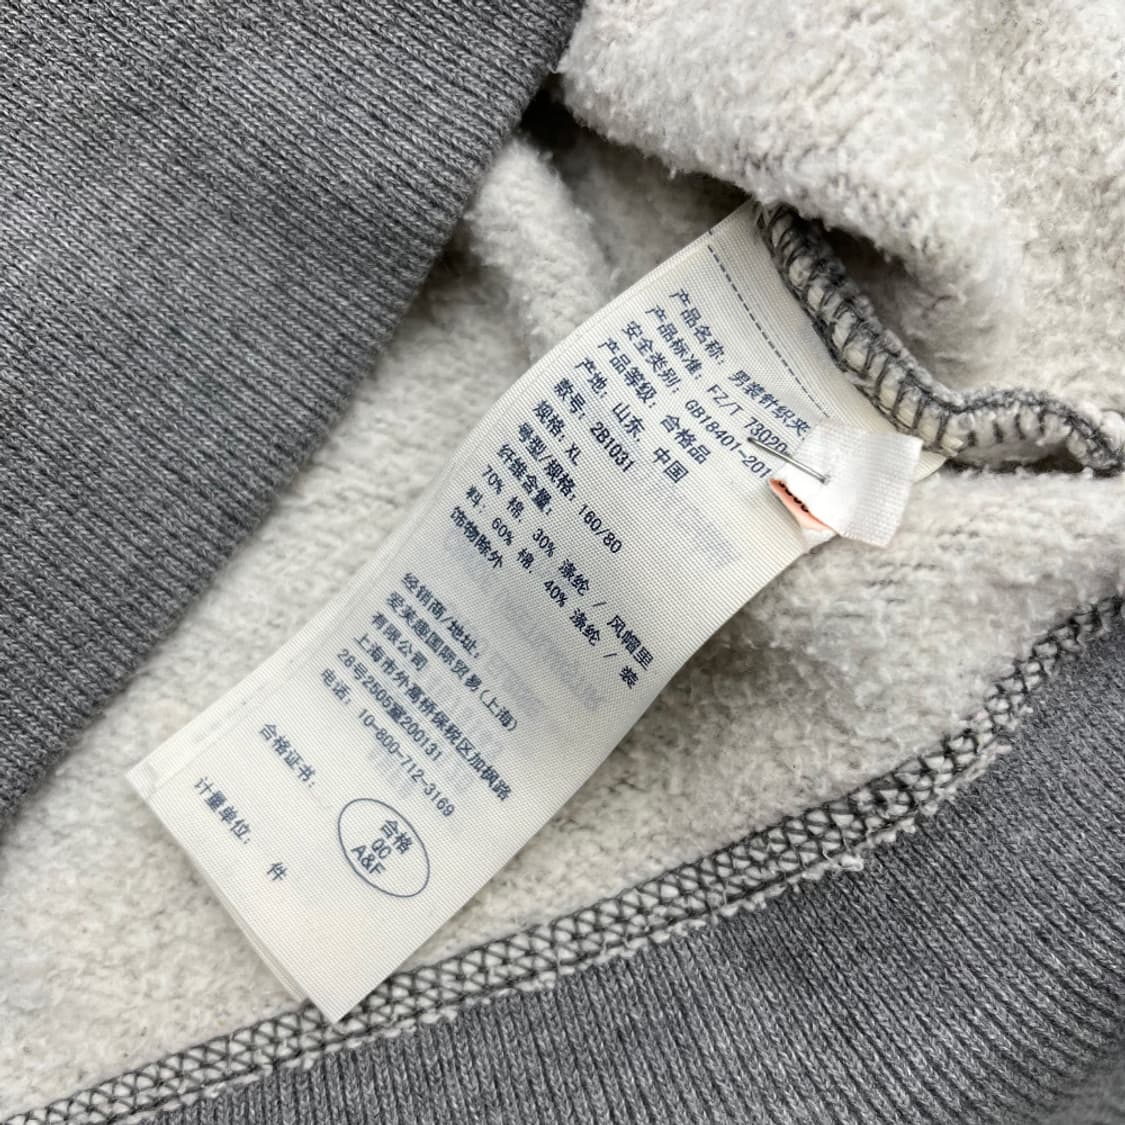 产品名称: 男装针织夹
产品标准: FZ/T 73020-
安全类别: GB18401-201
产品等级: 合格品
产地: 山东, 中国
款号: 2B1031
规格: XL
号型/规格: 160/80
纤维含量:
70% 棉, 30% 涤纶 / 风帽里
料: 60% 棉, 40% 涤纶 / 装
饰物除外
经销商/地址:
爱芙趣国际贸易(上海)
有限公司
上海市外高桥保税区加枫路
28号2505室200131
电话: 10-800-712-3169
合格证书:
合格
QC
A&F
计量单位: 件